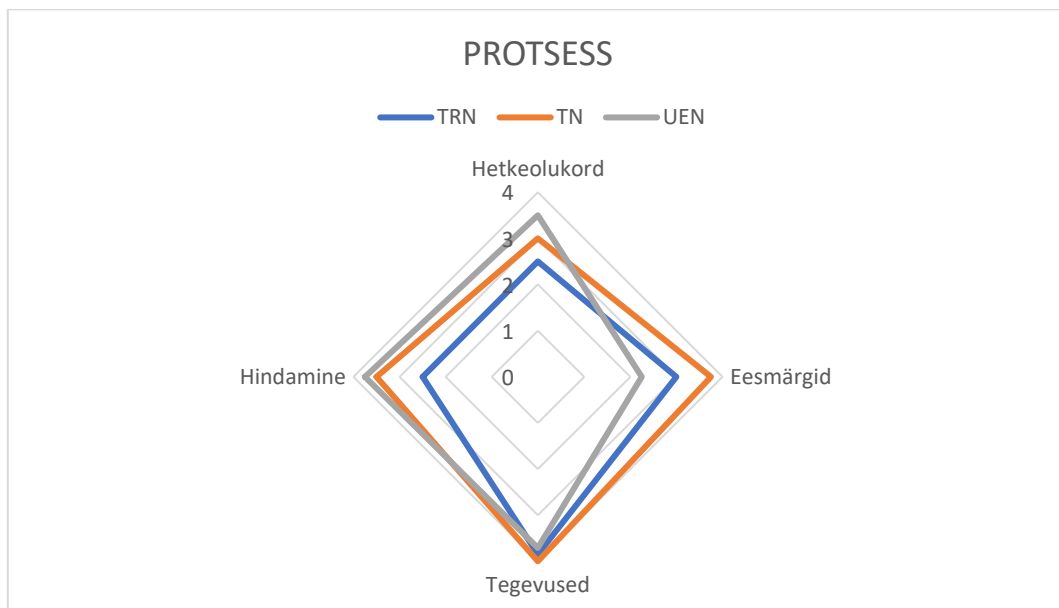 PROTSESS
TRN TN UEN
Hetkeolukord
4
3
2
1
0
Hindamine
Eesmärgid
Tegevused